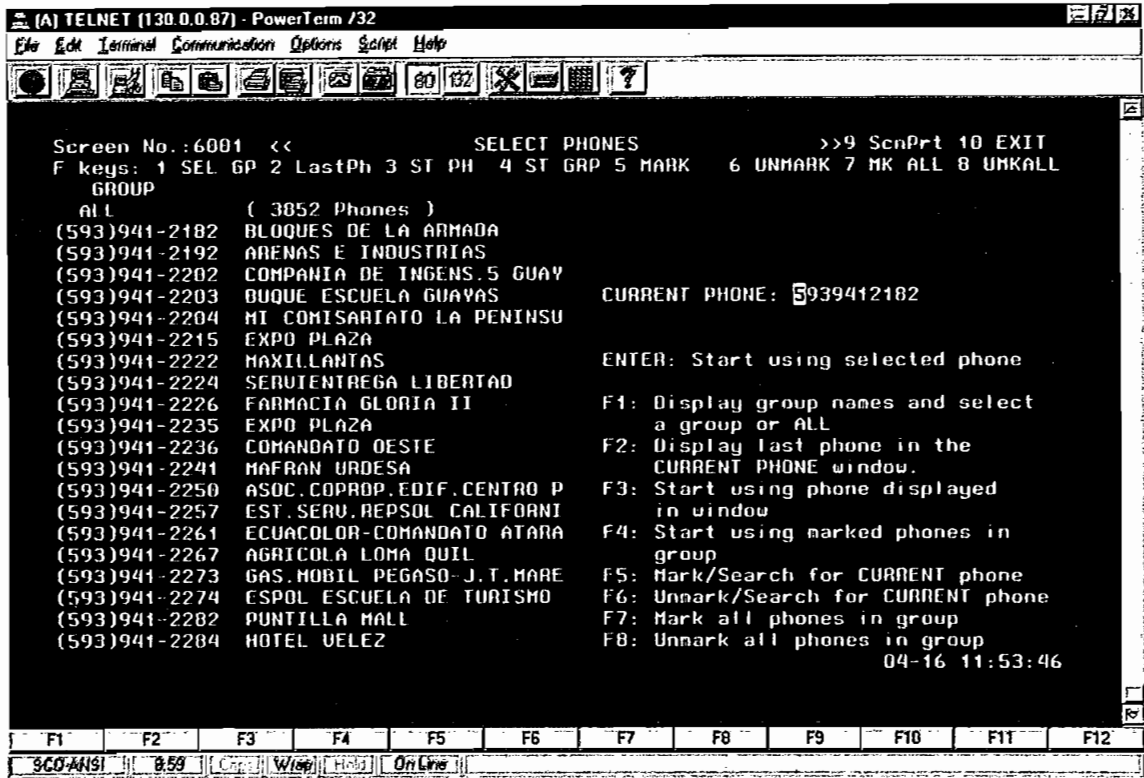 (A) TELNET (130.0.0.87) - PowerTerm /32
File Edit Terminal Communication Options Script Help
80 132 ?
Screen No.:6001 << SELECT PHONES >>9 ScnPrt 10 EXIT
F keys: 1 SEL GP 2 LastPh 3 ST PH 4 ST GRP 5 MARK 6 UNMARK 7 MK ALL 8 UMKALL
GROUP
ALL ( 3852 Phones )
(593)941-2182 BLOQUES DE LA ARMADA
(593)941-2192 ARENAS E INDUSTRIAS
(593)941-2202 COMPANIA DE INGENS.5 GUAY
(593)941-2203 BUQUE ESCUELA GUAYAS CURRENT PHONE: 5939412182
(593)941-2204 MI COMISARIATO LA PENINSU
(593)941-2215 EXPO PLAZA
(593)941-2222 MAXILLANTAS ENTER: Start using selected phone
(593)941-2224 SERVIENTREGA LIBERTAD
(593)941-2226 FARMACIA GLORIA II F1: Display group names and select
(593)941-2235 EXPO PLAZA a group or ALL
(593)941-2236 COMANDATO OESTE F2: Display last phone in the
(593)941-2241 MAFRAN URDESA CURRENT PHONE window.
(593)941-2250 ASOC.COPROP.EDIF.CENTRO P F3: Start using phone displayed
(593)941-2257 EST.SERV.REPSOL CALIFORNI in window
(593)941-2261 ECUACOLOR-COMANDATO ATARA F4: Start using marked phones in
(593)941-2267 AGRICOLA LOMA QUIL group
(593)941-2273 GAS.MOBIL PEGASO-J.T.MARE F5: Mark/Search for CURRENT phone
(593)941-2274 ESPOL ESCUELA DE TURISMO F6: Unmark/Search for CURRENT phone
(593)941-2282 PUNTILLA MALL F7: Mark all phones in group
(593)941-2284 HOTEL VELEZ F8: Unmark all phones in group
04-16 11:53:46
F1 F2 F3 F4 F5 F6 F7 F8 F9 F10 F11 F12
SCO-ANSI 8:59 Caps Wrap Hold On Line